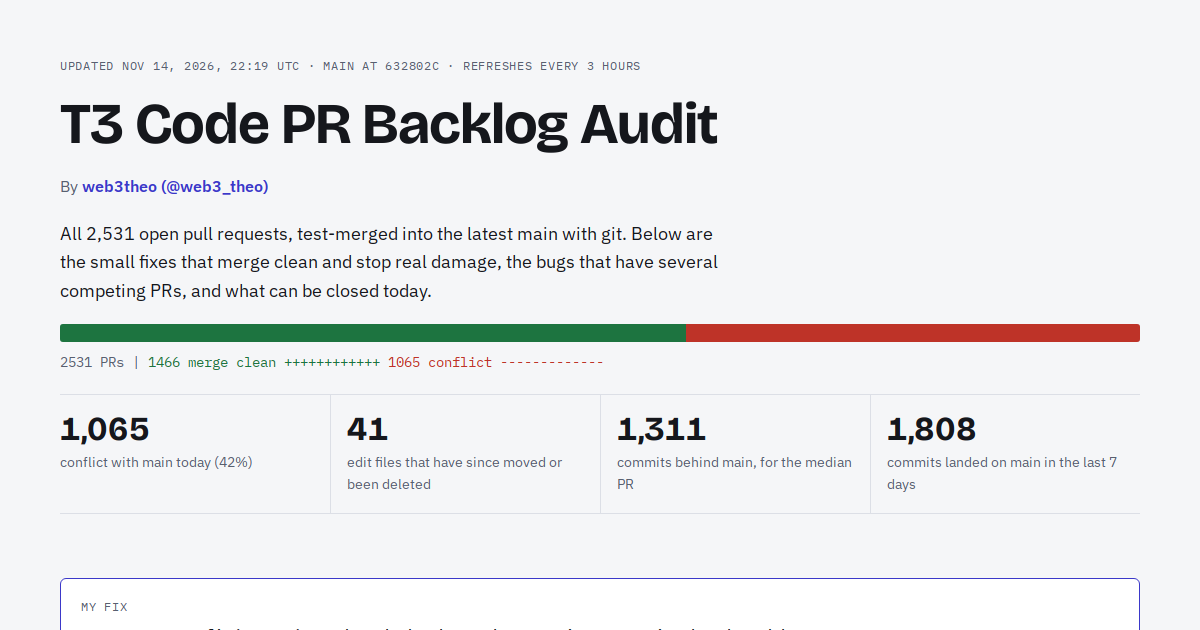 UPDATED NOV 14, 2026, 22:19 UTC · MAIN AT 632802C · REFRESHES EVERY 3 HOURS
T3 Code PR Backlog Audit
By web3theo (@web3_theo)
All 2,531 open pull requests, test-merged into the latest main with git. Below are
the small fixes that merge clean and stop real damage, the bugs that have several
competing PRs, and what can be closed today.
2531 PRs | 1466 merge clean ++++++++++++ 1065 conflict -------------
1,065
conflict with main today (42%)
41
edit files that have since moved or
been deleted
1,311
commits behind main, for the median
PR
1,808
commits landed on main in the last 7
days
MY FIX